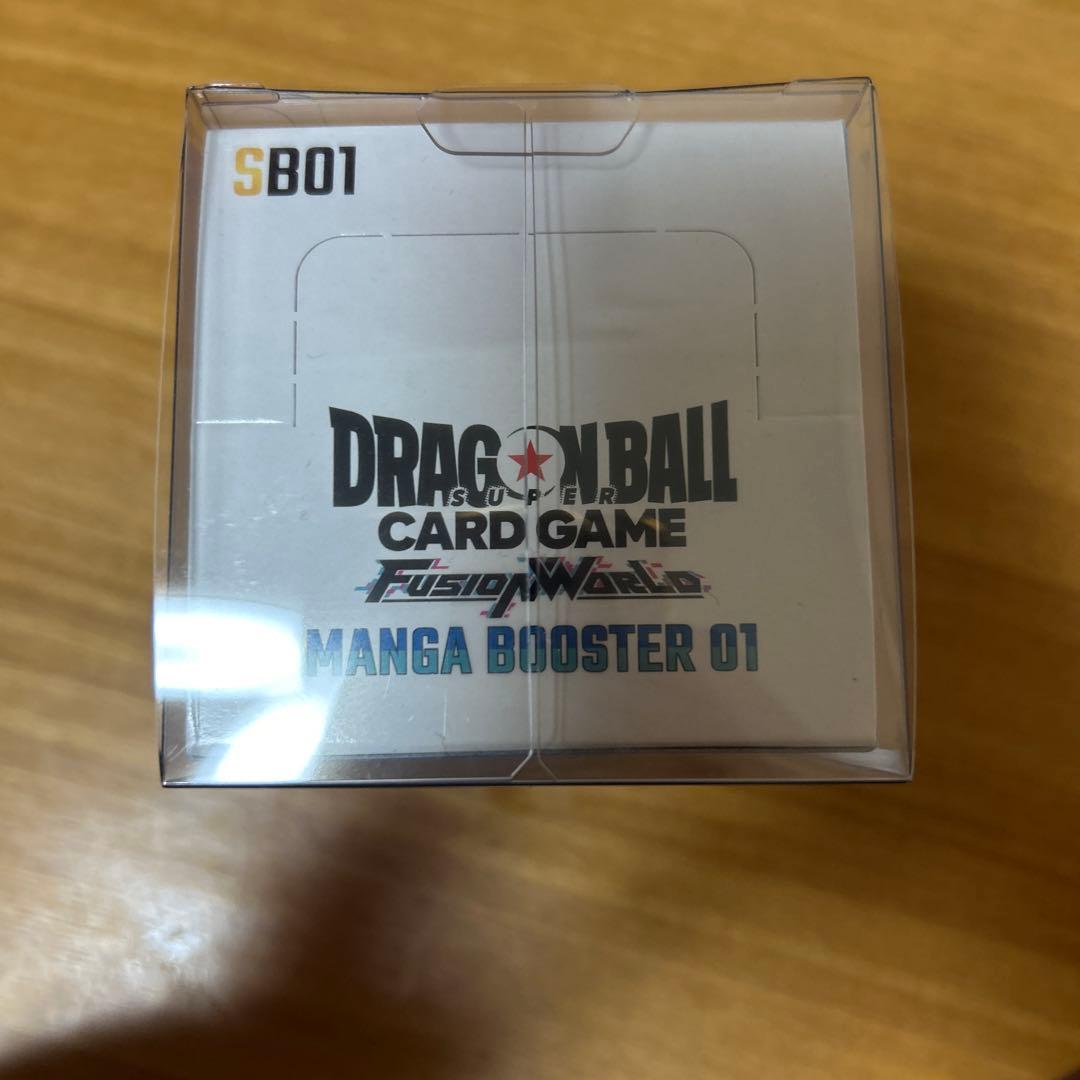 SB01
DRAGON BALL
SUPER
CARD GAME
FUSION WORLD
MANGA BOOSTER 01